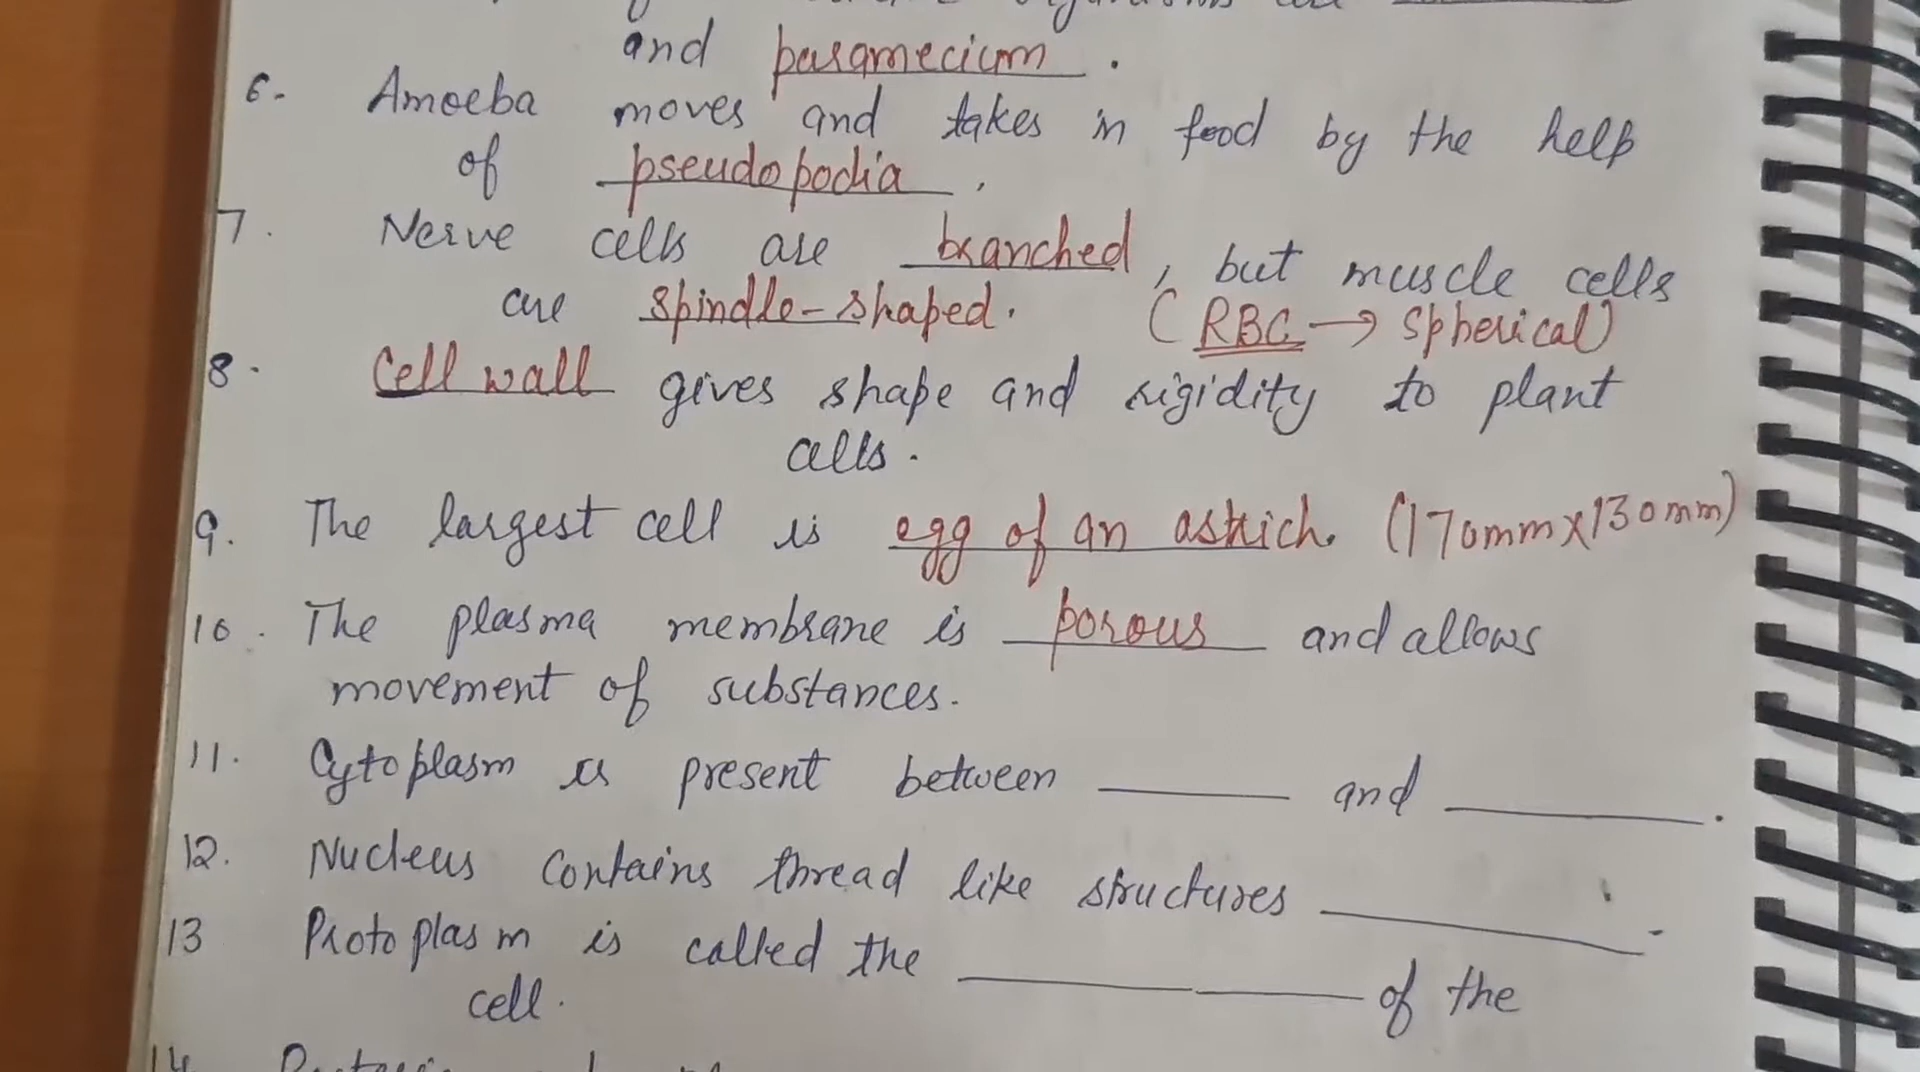 and paramecium.
6. Amoeba moves and takes in food by the help
of pseudopodia.
7. Nerve cells are branched, but muscle cells
are spindle-shaped. (RBC → Spherical)
8. Cell wall gives shape and rigidity to plant
cells.
9. The largest cell is egg of an astrich. (170mm×130mm)
10. The plasma membrane is porous and allows
movement of substances.
11. Cytoplasm is present between ______ and ______.
12. Nucleus contains thread like structures ______.
13 Protoplasm is called the ______ of the
cell.
14